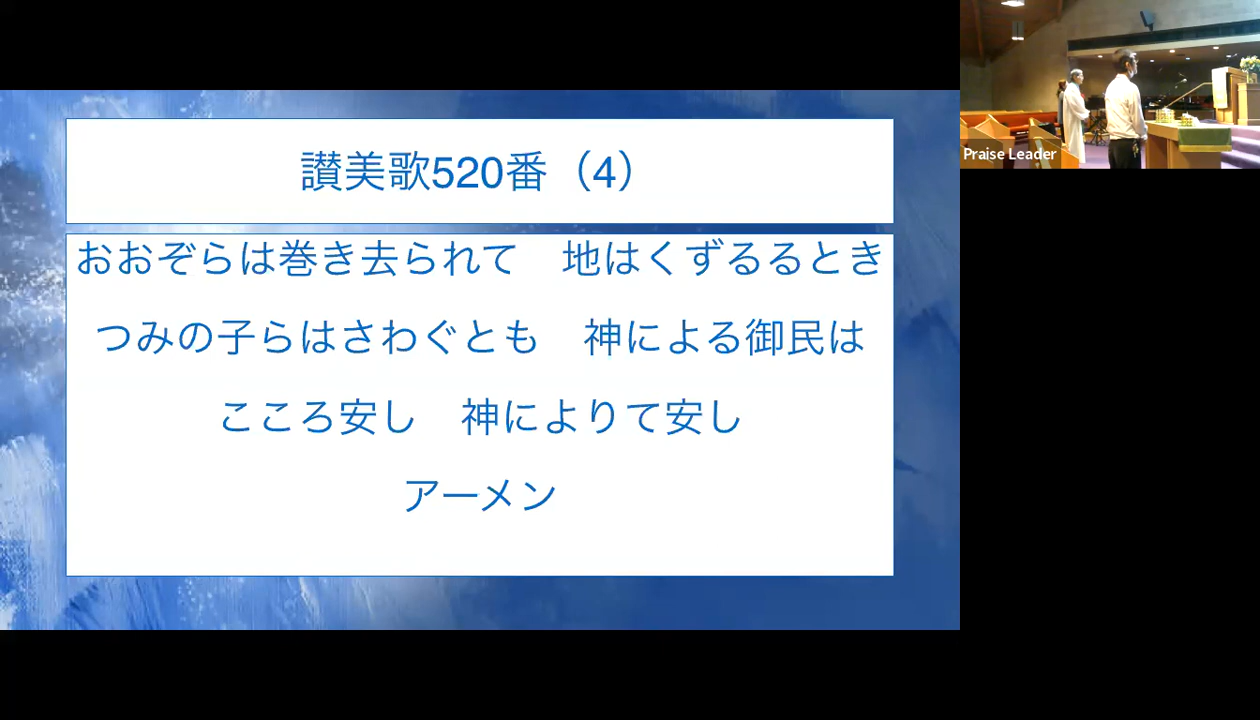 讃美歌520番（4）
おおぞらは巻き去られて　地はくずるるとき
つみの子らはさわぐとも　神による御民は
こころ安し　神によりて安し
アーメン
Praise Leader